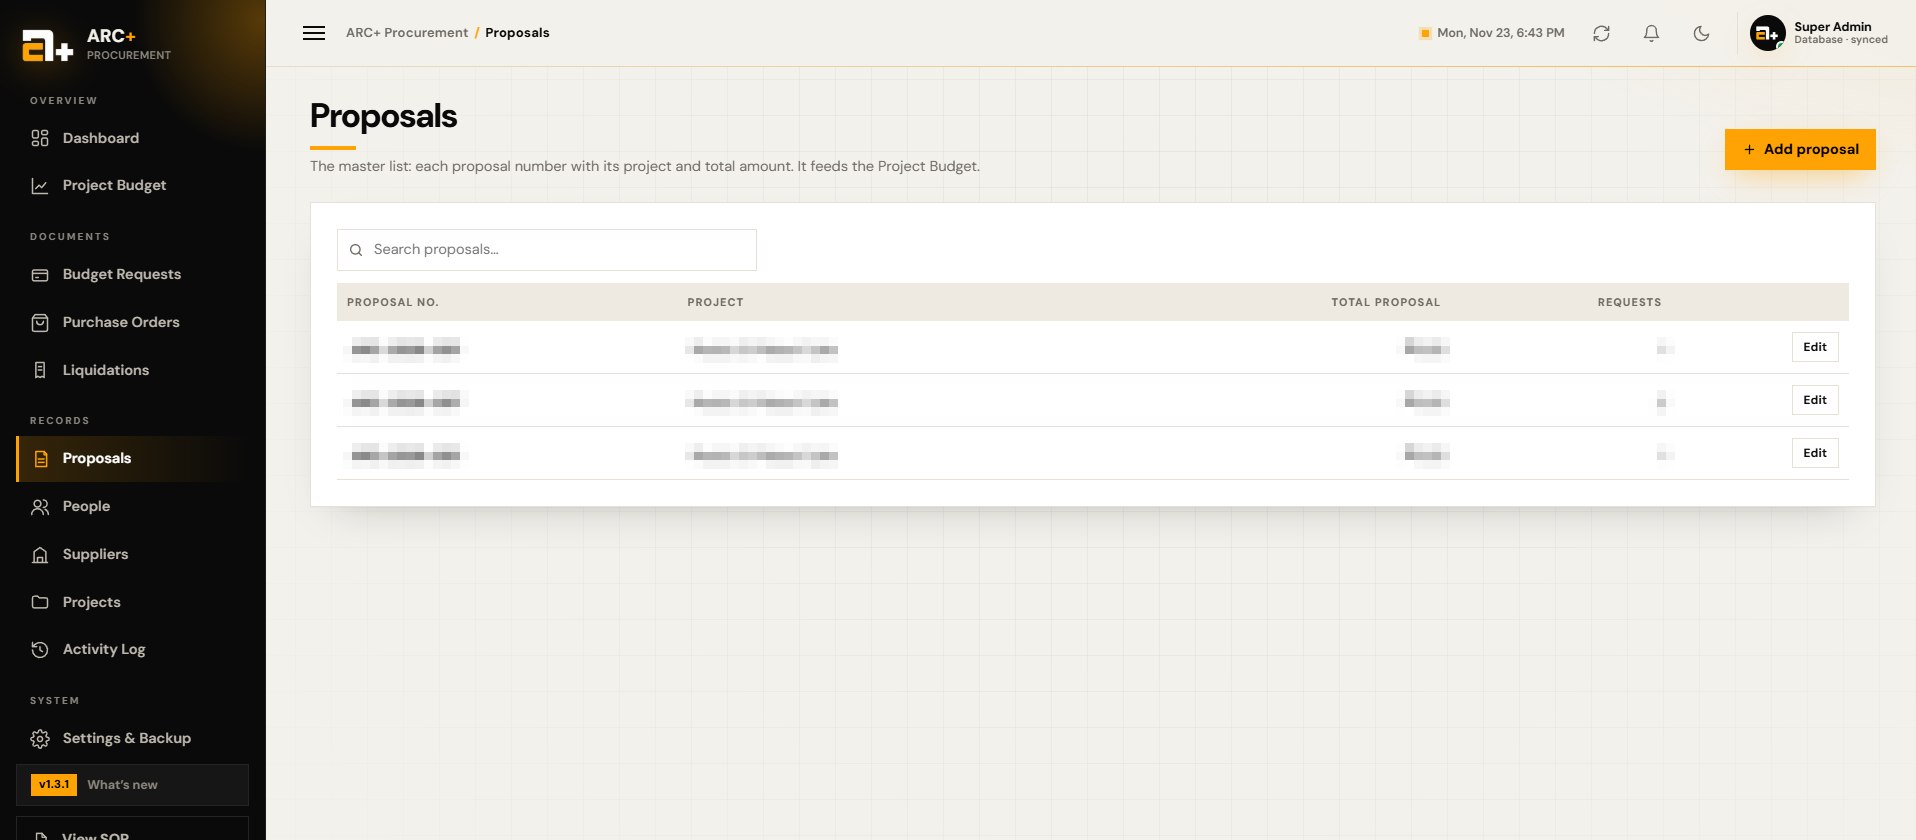 ARC+
PROCUREMENT
OVERVIEW
Dashboard
Project Budget
DOCUMENTS
Budget Requests
Purchase Orders
Liquidations
RECORDS
Proposals
People
Suppliers
Projects
Activity Log
SYSTEM
Settings & Backup
v1.3.1 What's new
View SOP
ARC+ Procurement / Proposals
Mon, Nov 23, 6:43 PM
Super Admin
Database · synced
Proposals
The master list: each proposal number with its project and total amount. It feeds the Project Budget.
+ Add proposal
Search proposals...
PROPOSAL NO. PROJECT TOTAL PROPOSAL REQUESTS
Edit
Edit
Edit